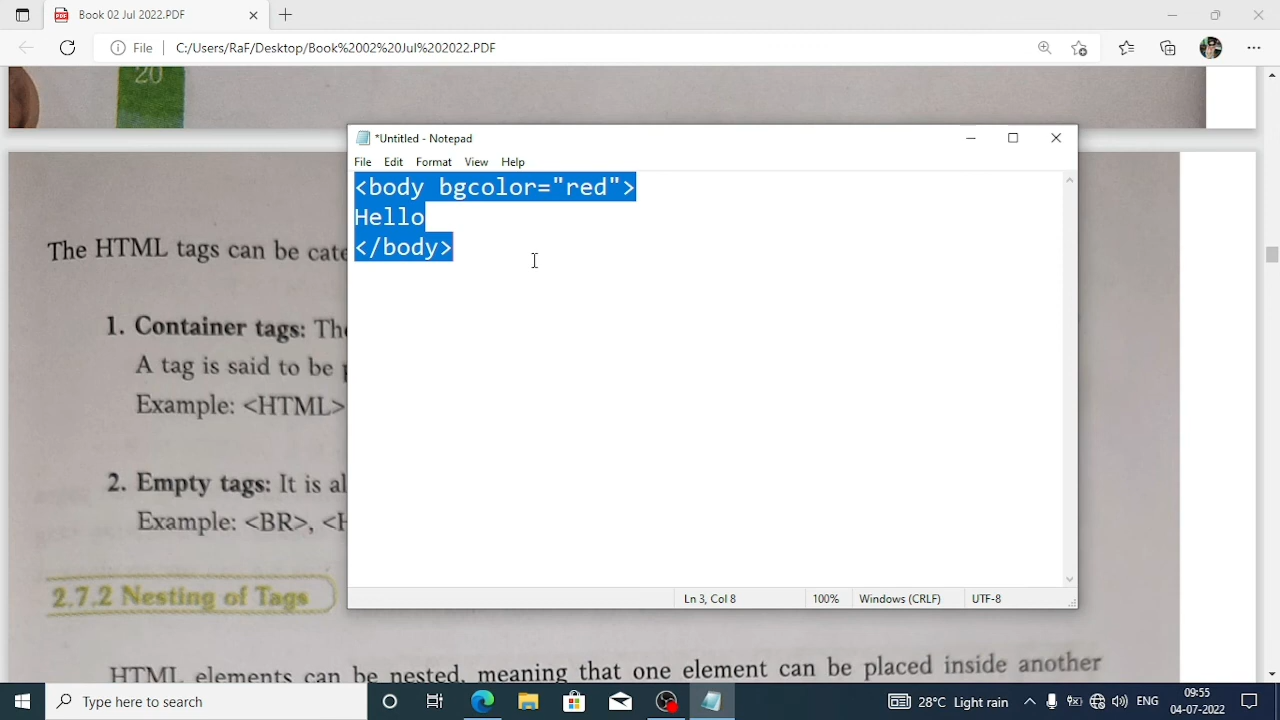 Book 02 Jul 2022.PDF
File
C:/Users/RaF/Desktop/Book%2002%20Jul%202022.PDF
20
*Untitled - Notepad
File Edit Format View Help
<body bgcolor="red">
Hello
</body>
The HTML tags can be cate
1. Container tags: The
A tag is said to be
Example: <HTML>
2. Empty tags: It is al
Example: <BR>, <H
2.7.2 Nesting of Tags
Ln 3, Col 8
100%
Windows (CRLF)
UTF-8
HTML elements can be nested, meaning that one element can be placed inside another
Type here to search
28°C Light rain
ENG
09:55
04-07-2022